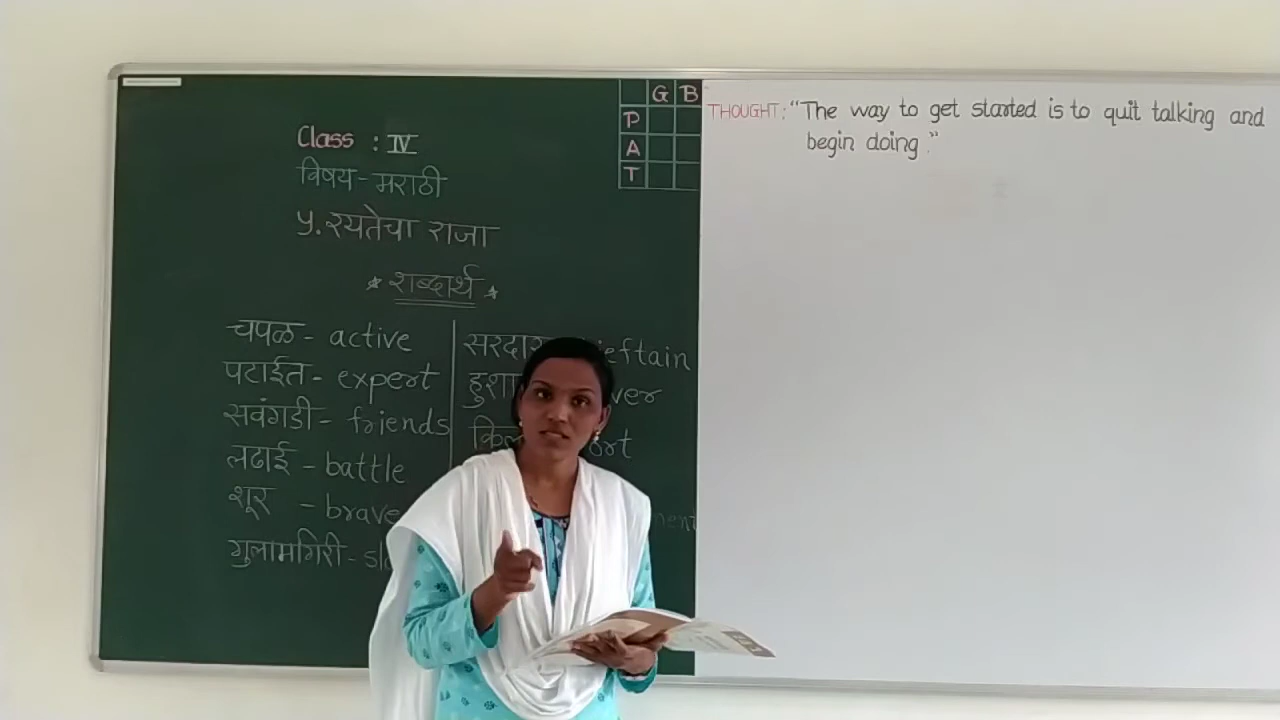 Class : IV
विषय - मराठी
५. रयतेचा राजा
* शब्दार्थ *
चपळ - active
पटाईत - expert
सवंगडी - friends
लढाई - battle
शूर - brave
गुलामगिरी -
G B
P
A
T
THOUGHT: "The way to get started is to quit talking and
begin doing."